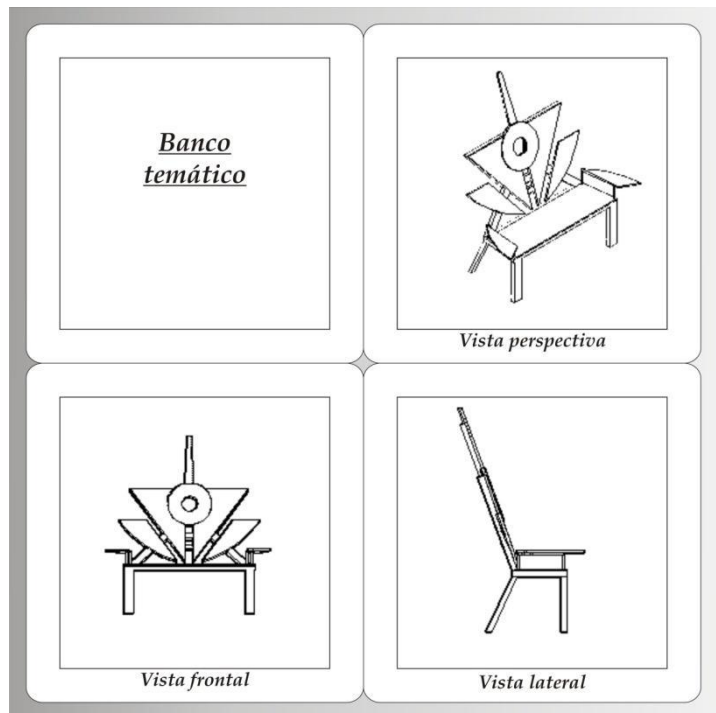 Banco
temático
Vista perspectiva
Vista frontal
Vista lateral